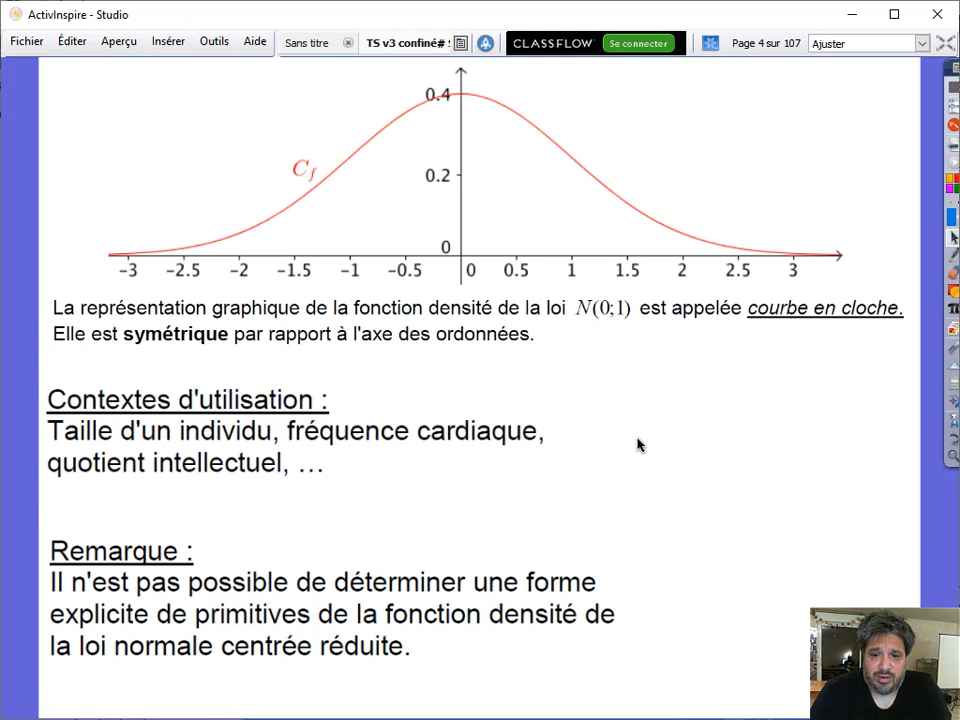 ActivInspire - Studio
Fichier Éditer Aperçu Insérer Outils Aide Sans titre TS v3 confiné# CLASSFLOW Se connecter Page 4 sur 107 Ajuster
0.4
C_f
0.2
0
-3 -2.5 -2 -1.5 -1 -0.5 0 0.5 1 1.5 2 2.5 3
La représentation graphique de la fonction densité de la loi N(0;1) est appelée courbe en cloche.
Elle est symétrique par rapport à l'axe des ordonnées.
Contextes d'utilisation :
Taille d'un individu, fréquence cardiaque,
quotient intellectuel, …
Remarque :
Il n'est pas possible de déterminer une forme
explicite de primitives de la fonction densité de
la loi normale centrée réduite.